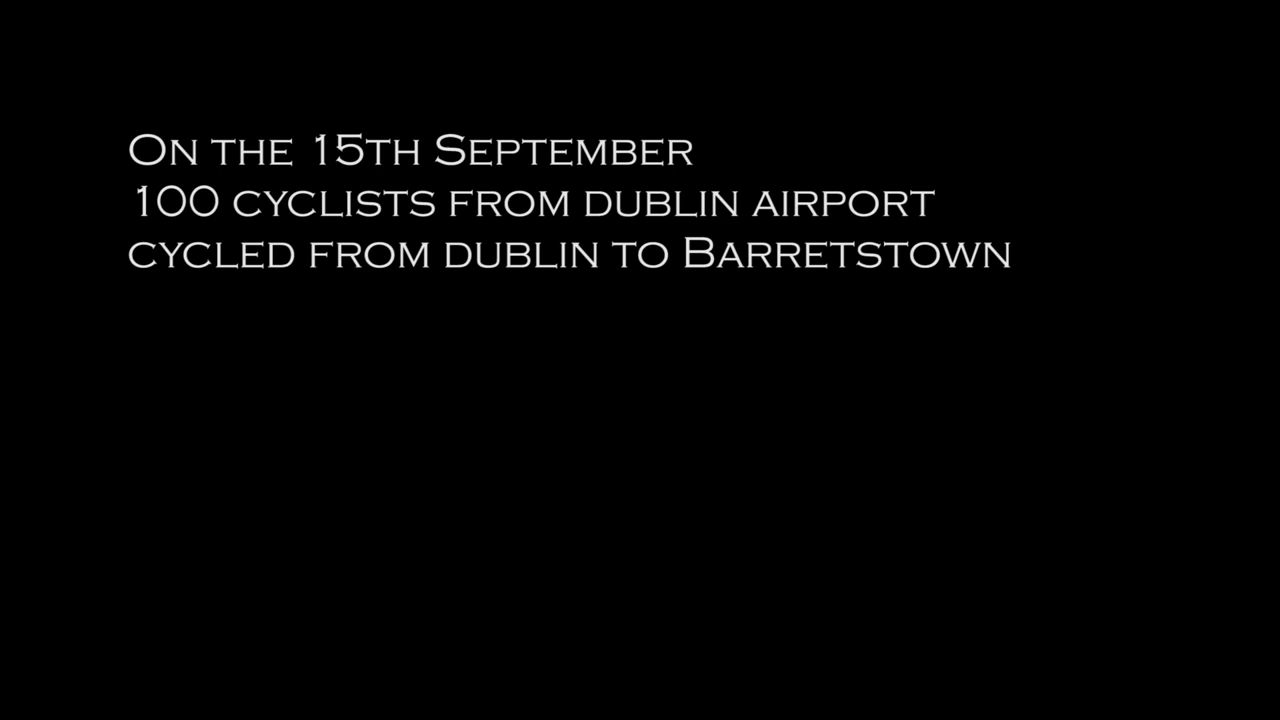 On the 15th September
100 cyclists from dublin airport
cycled from dublin to Barretstown